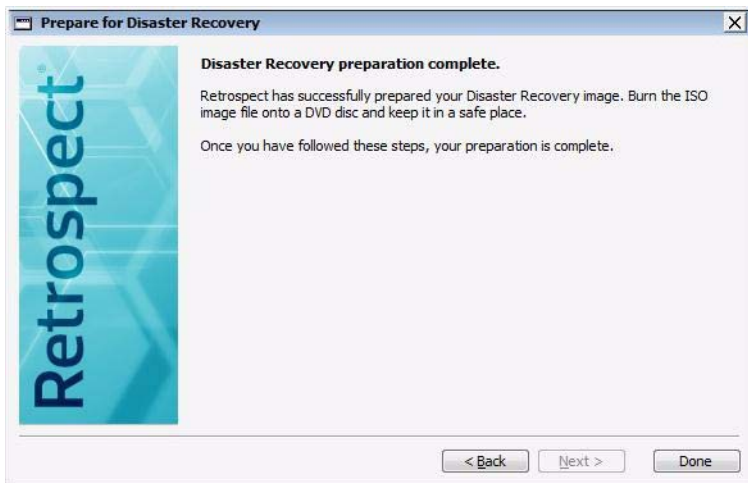 Prepare for Disaster Recovery
Retrospect
Disaster Recovery preparation complete.
Retrospect has successfully prepared your Disaster Recovery image. Burn the ISO
image file onto a DVD disc and keep it in a safe place.
Once you have followed these steps, your preparation is complete.
< Back
Next >
Done